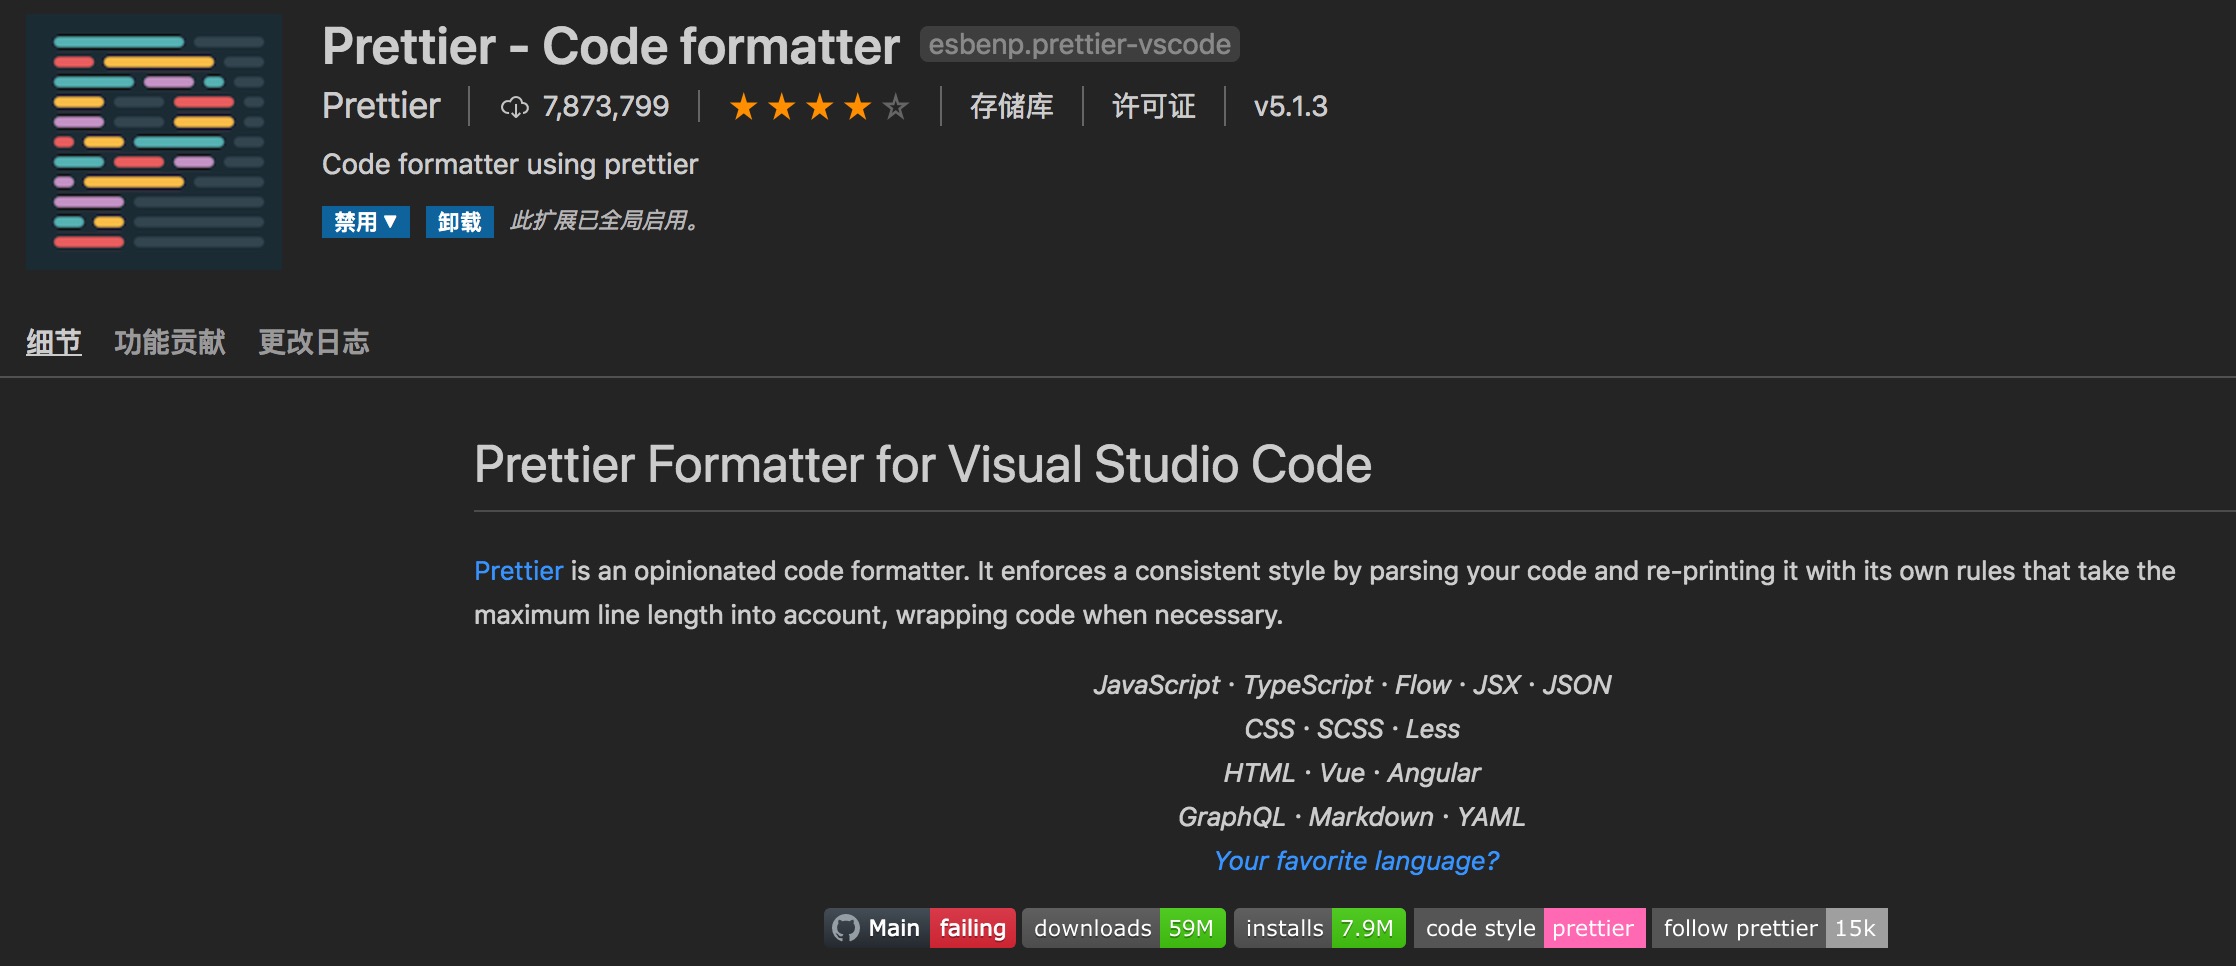 Prettier - Code formatter esbenp.prettier-vscode
Prettier 7,873,799 存储库 许可证 v5.1.3
Code formatter using prettier
禁用 卸载 此扩展已全局启用。
细节 功能贡献 更改日志
Prettier Formatter for Visual Studio Code
Prettier is an opinionated code formatter. It enforces a consistent style by parsing your code and re-printing it with its own rules that take the
maximum line length into account, wrapping code when necessary.
JavaScript · TypeScript · Flow · JSX · JSON
CSS · SCSS · Less
HTML · Vue · Angular
GraphQL · Markdown · YAML
Your favorite language?
Main failing downloads 59M installs 7.9M code style prettier follow prettier 15k